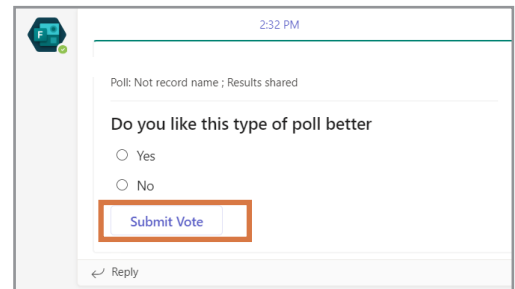 2:32 PM
F
Poll: Not record name ; Results shared
Do you like this type of poll better
Yes
No
Submit Vote
Reply